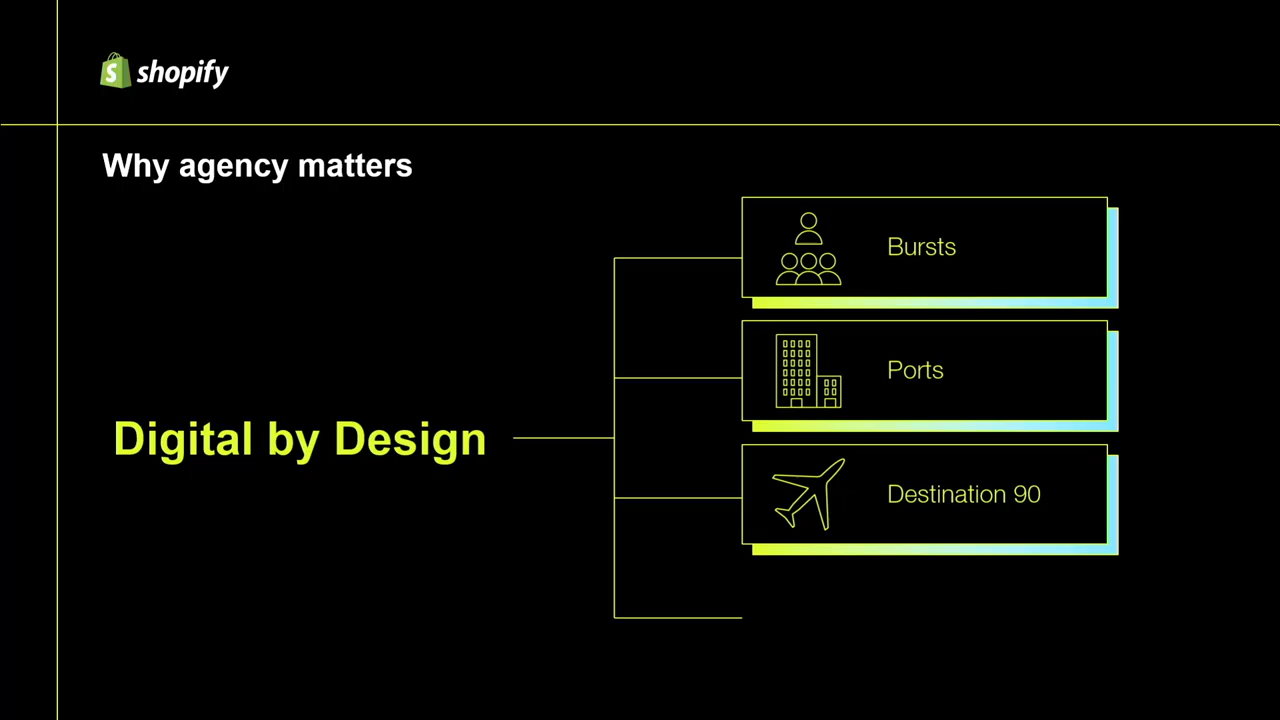 shopify
Why agency matters
Bursts
Ports
Digital by Design
Destination 90